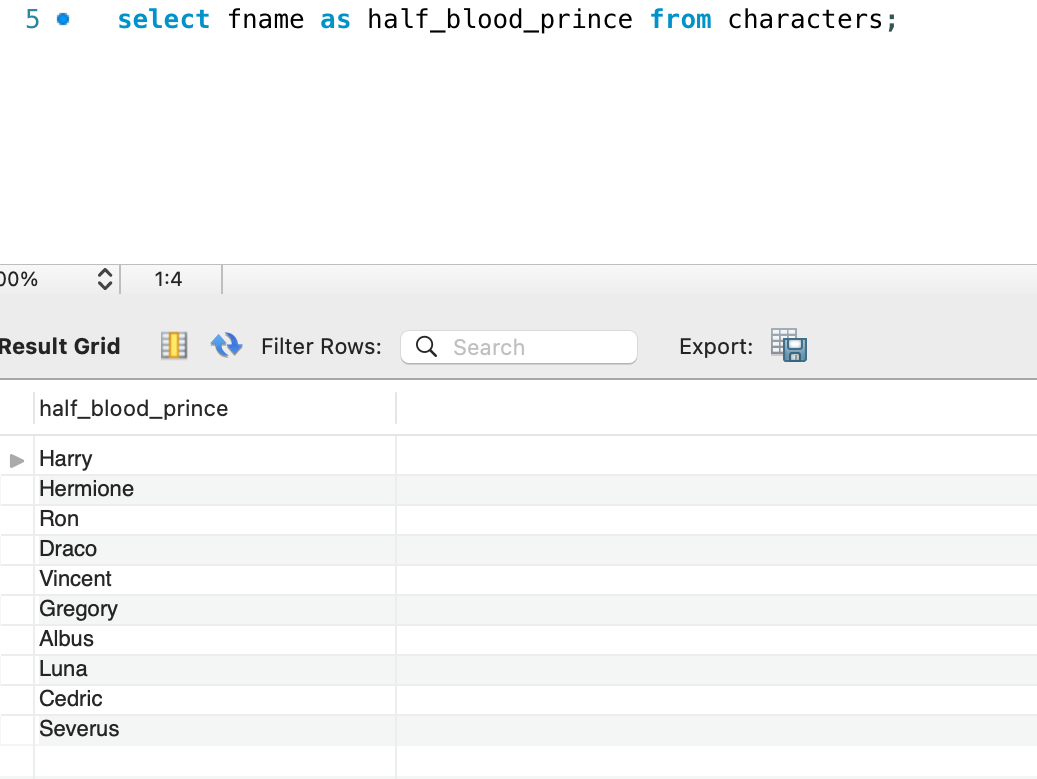 5 select fname as half_blood_prince from characters;
00% 1:4
Result Grid Filter Rows: Search Export:
half_blood_prince
Harry
Hermione
Ron
Draco
Vincent
Gregory
Albus
Luna
Cedric
Severus